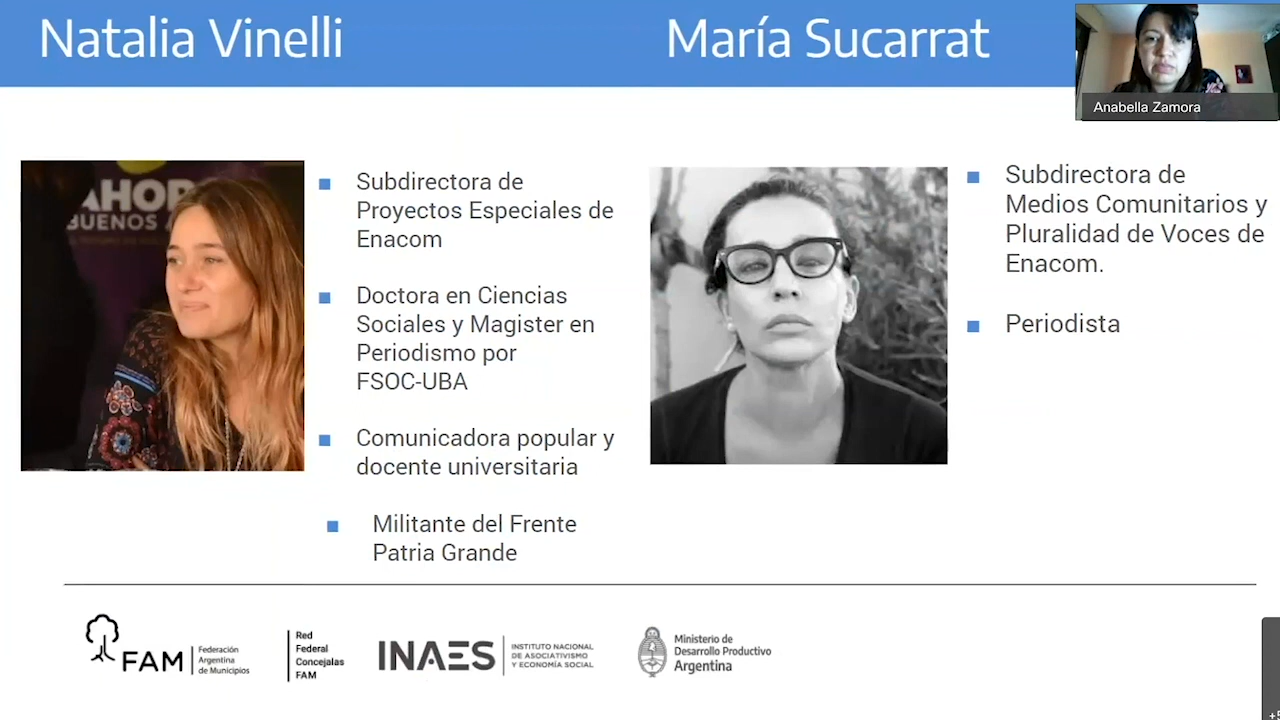 Natalia Vinelli
María Sucarrat
Anabella Zamora
AHOR
BUENOS A
Subdirectora de
Proyectos Especiales de
Enacom
Doctora en Ciencias
Sociales y Magister en
Periodismo por
FSOC-UBA
Comunicadora popular y
docente universitaria
Militante del Frente
Patria Grande
Subdirectora de
Medios Comunitarios y
Pluralidad de Voces de
Enacom.
Periodista
FAM
Federación
Argentina
de Municipios
Red
Federal
Concejalas
FAM
INAES
INSTITUTO NACIONAL
DE ASOCIATIVISMO
Y ECONOMÍA SOCIAL
Ministerio de
Desarrollo Productivo
Argentina